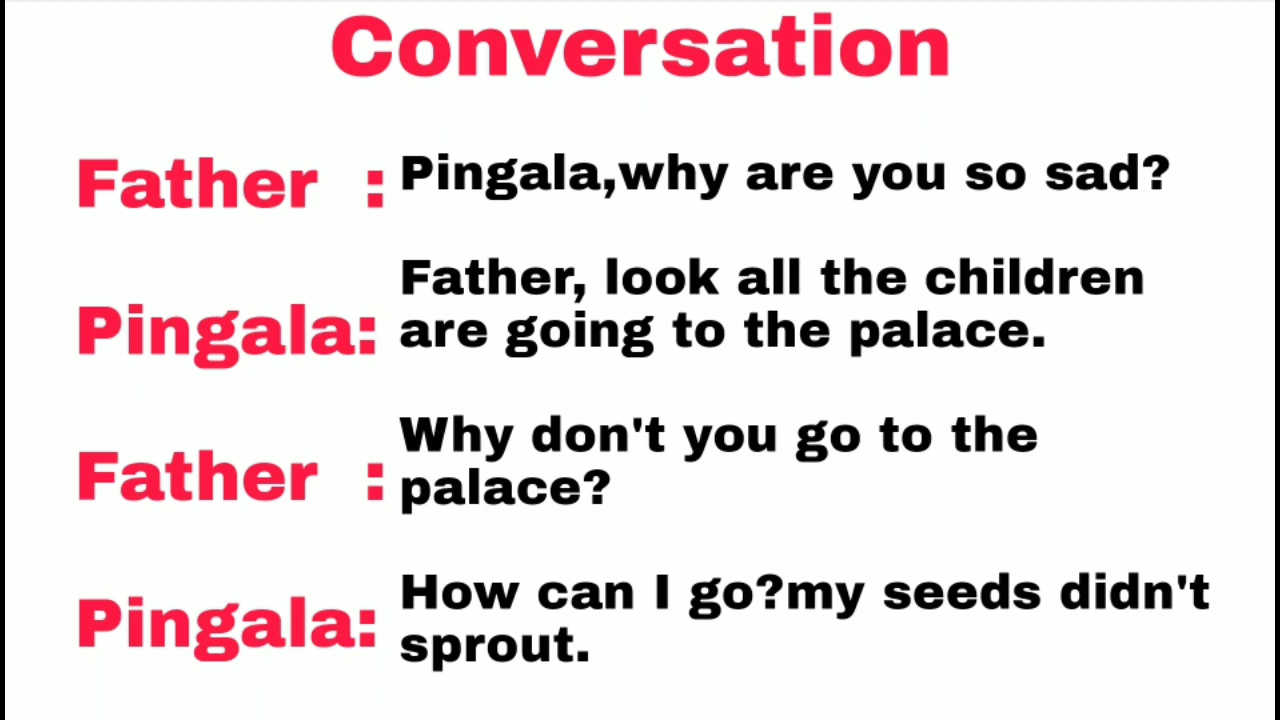 Conversation
Father : Pingala,why are you so sad?
Pingala: Father, look all the children
are going to the palace.
Father : Why don't you go to the
palace?
Pingala: How can I go?my seeds didn't
sprout.